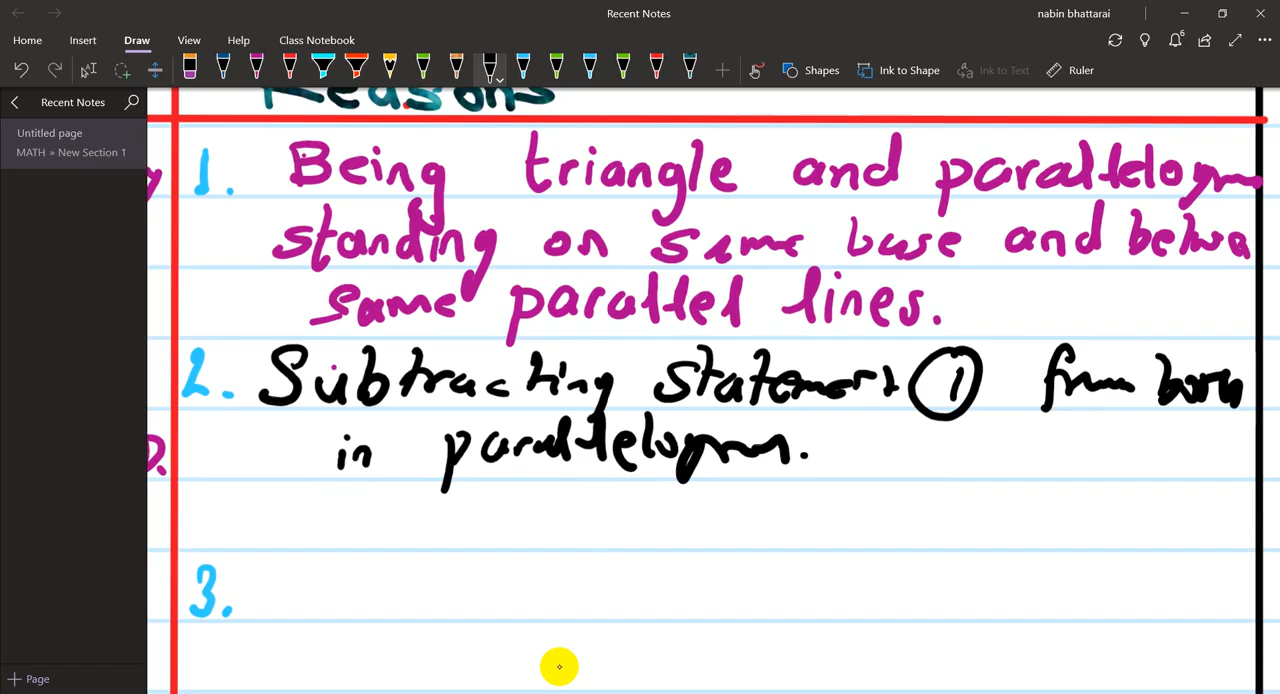 Recent Notes
nabin bhattarai
Home Insert Draw View Help Class Notebook
6
Shapes Ink to Shape Ink to Text Ruler
Recent Notes
Untitled page
MATH » New Section 1
Page
Reasons
1. Being triangle and parallelogram
standing on same base and
same parallel lines.
2. Subtracting statement 1 from both
in parallelogram.
3.